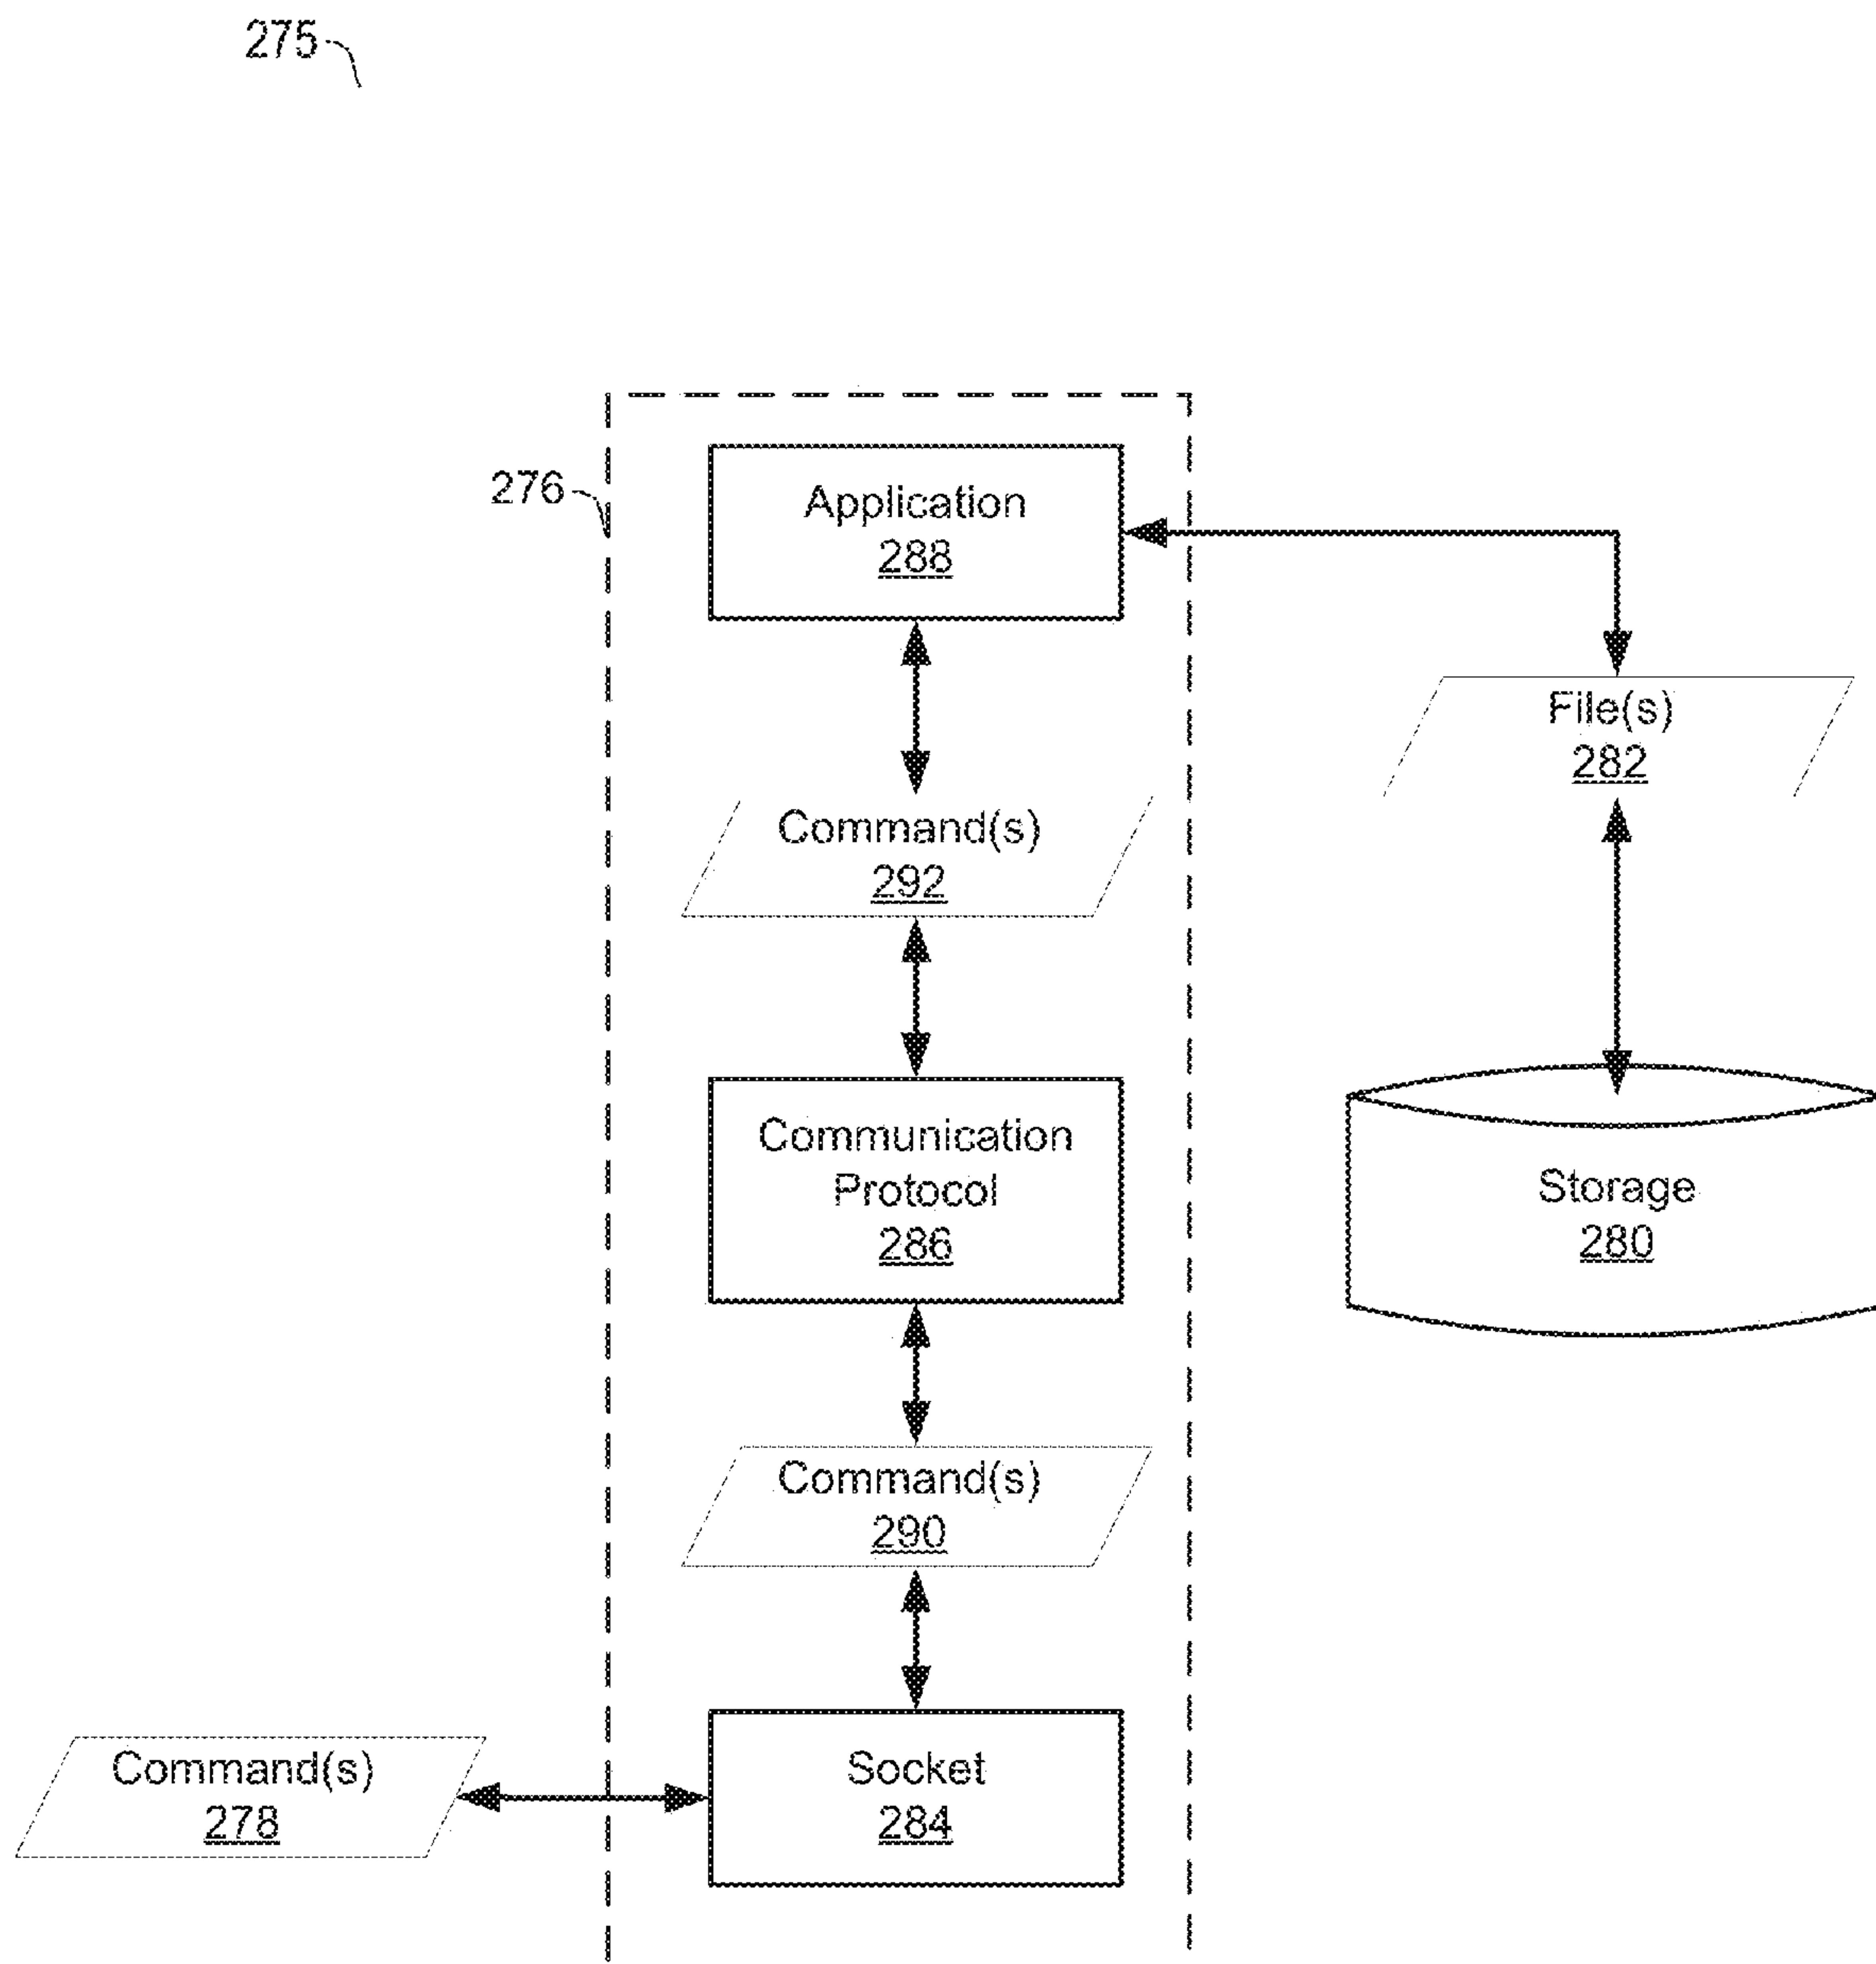 275
276
Application
288
File(s)
282
Command(s)
292
Communication
Protocol
286
Storage
280
Command(s)
290
Command(s)
278
Socket
284